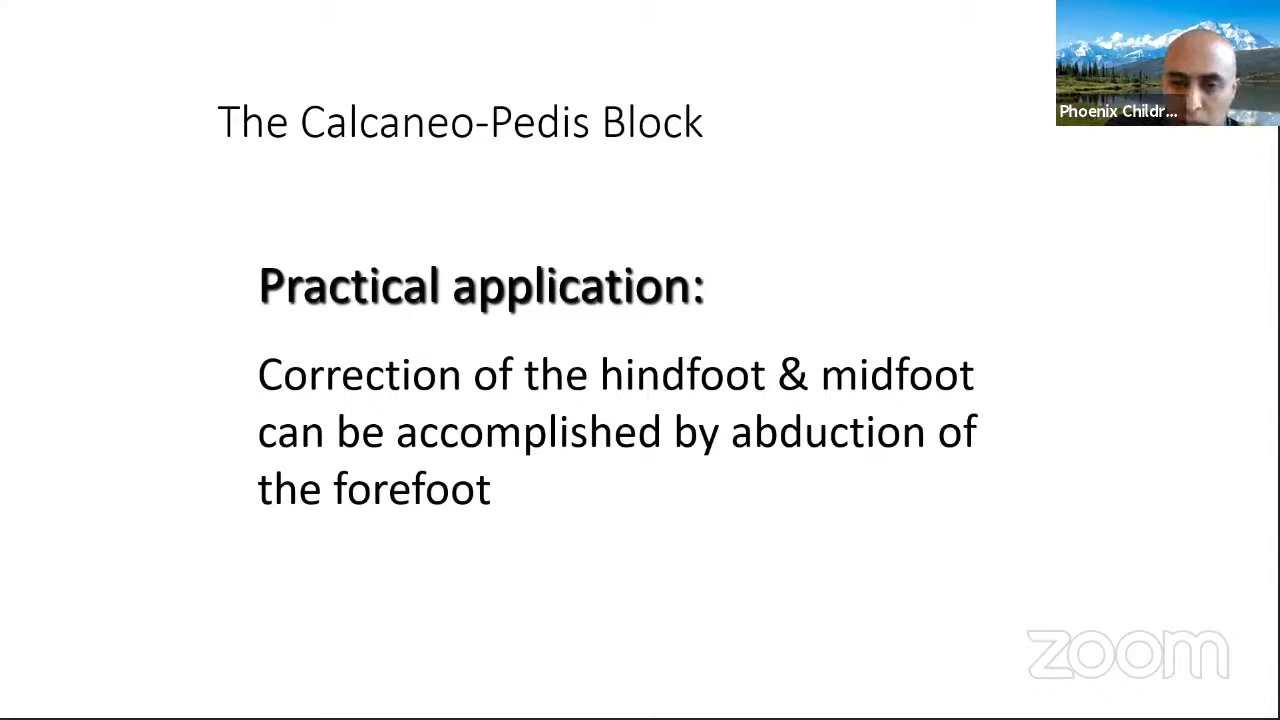 The Calcaneo-Pedis Block
Phoenix Childr...
Practical application:
Correction of the hindfoot & midfoot
can be accomplished by abduction of
the forefoot
zoom